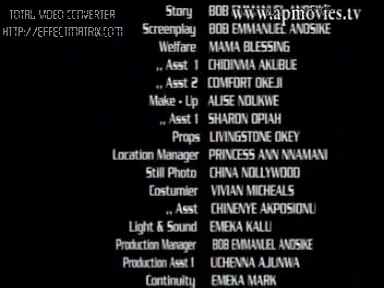 Story BOB EMMANUEL ANOSIKE
www.apmovies.tv
TOTAL VIDEO CONVERTER
HTTP://EFFECTMATRIX.COM
Screenplay BOB EMMANUEL ANOSIKE
Welfare MAMA BLESSING
,, Asst 1 CHIDINMA AKUBLE
,, Asst 2 COMFORT OKEJI
Make - Up ALISE NDUKWE
,, Asst 1 SHARON OPIAH
Props LIVINGSTONE OKEY
Location Manager PRINCESS ANN NNAMANI
Still Photo CHINA NOLLYWOOD
Costumier VIVIAN MICHEALS
,, Asst CHINENYE AKPOSIONU
Light & Sound EMEKA KALU
Production Manager BOB EMMANUEL ANOSIKE
Production Asst 1 UCHENNA AJUNWA
Continuity EMEKA MARK